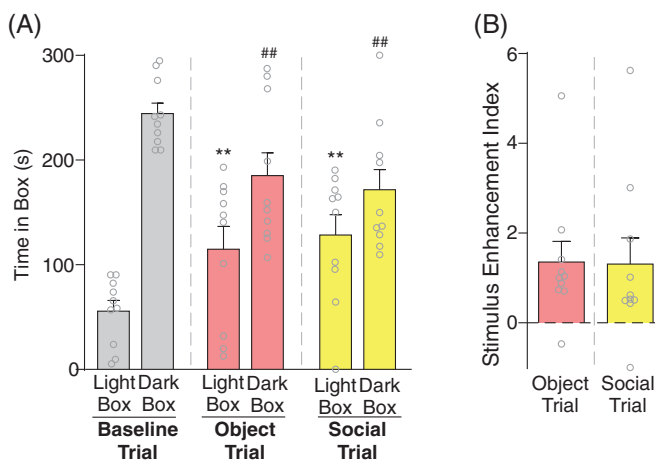 (A)
300
200
100
0
Time in Box (s)
**
##
**
##
Light Dark Light Dark Light Dark
Box Box Box Box Box Box
Baseline Object Social
Trial Trial Trial
(B)
6
4
2
0
Stimulus Enhancement Index
Object Social
Trial Trial